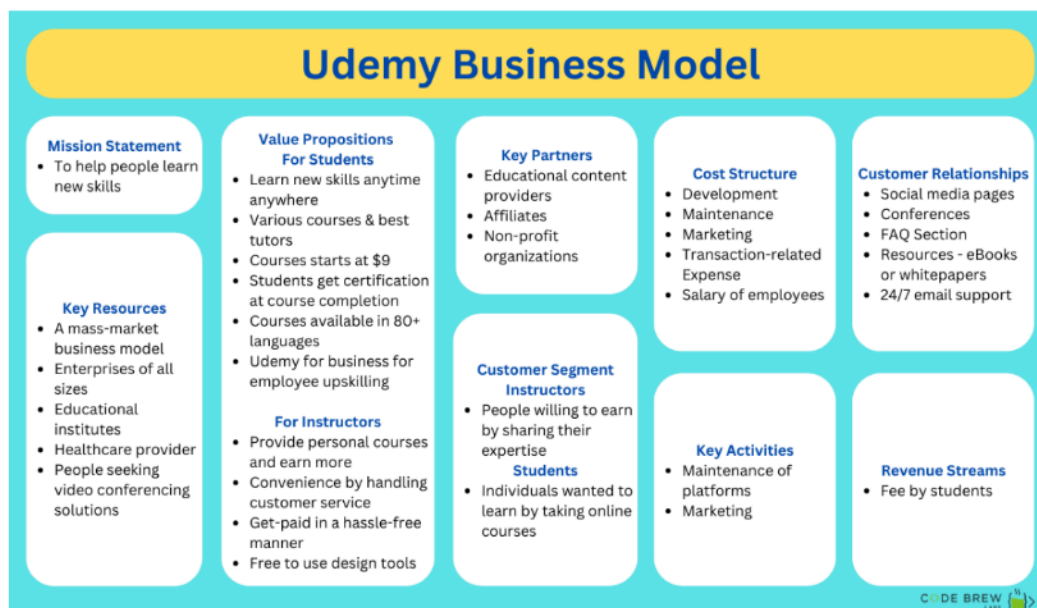 Udemy Business Model
Mission Statement
• To help people learn
new skills
Key Resources
• A mass-market
business model
• Enterprises of all
sizes
• Educational
institutes
• Healthcare provider
• People seeking
video conferencing
solutions
Value Propositions
For Students
• Learn new skills anytime
anywhere
• Various courses & best
tutors
• Courses starts at $9
• Students get certification
at course completion
• Courses available in 80+
languages
• Udemy for business for
employee upskilling
For Instructors
• Provide personal courses
and earn more
• Convenience by handling
customer service
• Get-paid in a hassle-free
manner
• Free to use design tools
Key Partners
• Educational content
providers
• Affiliates
• Non-profit
organizations
Customer Segment
Instructors
• People willing to earn
by sharing their
expertise
Students
• Individuals wanted to
learn by taking online
courses
Cost Structure
• Development
• Maintenance
• Marketing
• Transaction-related
Expense
• Salary of employees
Key Activities
• Maintenance of
platforms
• Marketing
Customer Relationships
• Social media pages
• Conferences
• FAQ Section
• Resources - eBooks
or whitepapers
• 24/7 email support
Revenue Streams
• Fee by students
CODE BREW